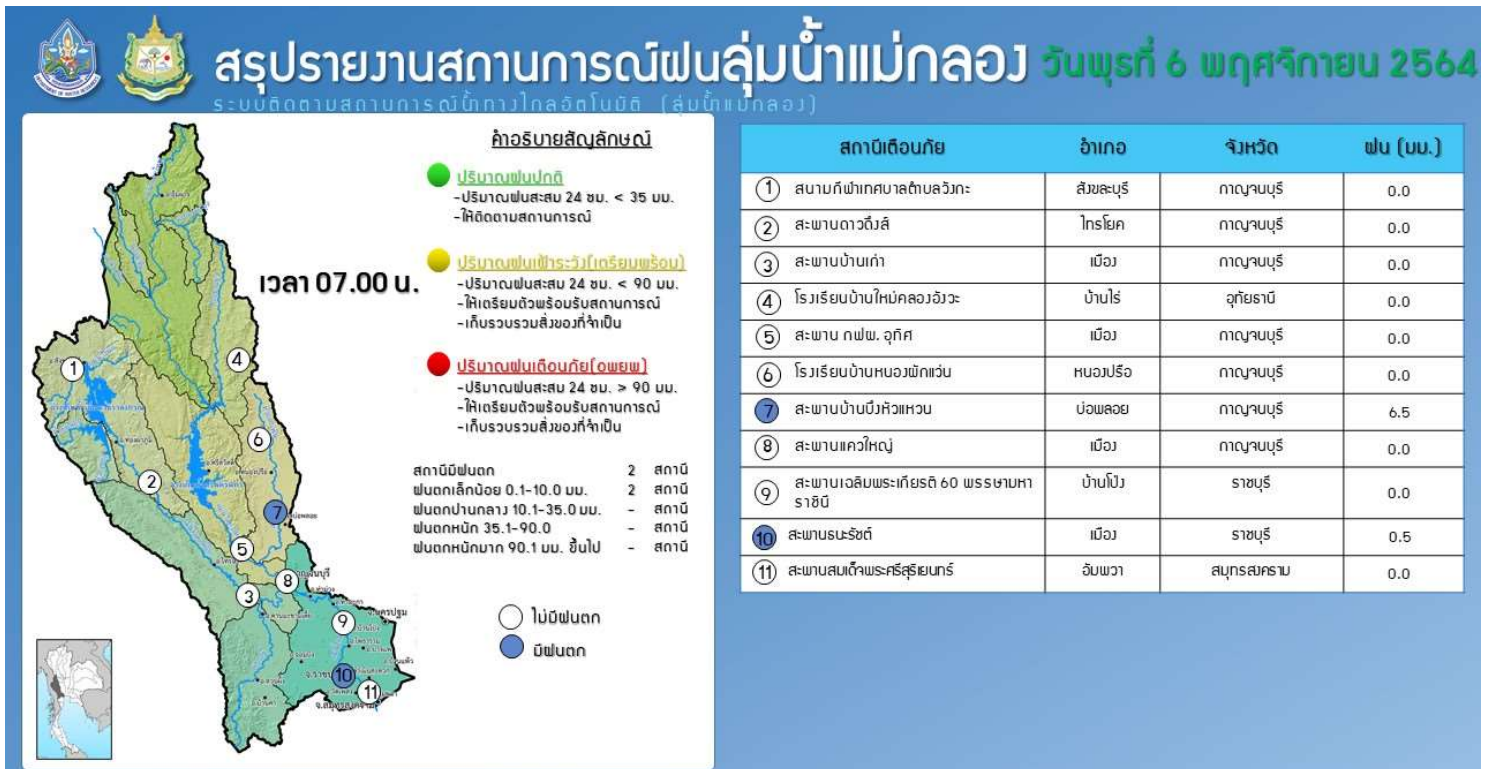 สรุปรายงานสถานการณ์ฝนลุ่มน้ำแม่กลอง วันพุธที่ 6 พฤศจิกายน 2564
ระบบติดตามสถานการณ์น้ำทางไกลอัตโนมัติ (ลุ่มน้ำแม่กลอง)
คำอธิบายสัญลักษณ์
ปริมาณฝนปกติ
-ปริมาณฝนสะสม 24 ชม. < 35 มม.
-ให้ติดตามสถานการณ์
เวลา 07.00 น.
ปริมาณฝนเฝ้าระวัง(เตรียมพร้อม)
-ปริมาณฝนสะสม 24 ชม. < 90 มม.
-ให้เตรียมตัวพร้อมรับสถานการณ์
-เก็บรวบรวมสิ่งของที่จำเป็น
ปริมาณฝนเตือนภัย(อพยพ)
-ปริมาณฝนสะสม 24 ชม. > 90 มม.
-ให้เตรียมตัวพร้อมรับสถานการณ์
-เก็บรวบรวมสิ่งของที่จำเป็น
สถานีมีฝนตก 2 สถานี
ฝนตกเล็กน้อย 0.1-10.0 มม. 2 สถานี
ฝนตกปานกลาง 10.1-35.0 มม. - สถานี
ฝนตกหนัก 35.1-90.0 - สถานี
ฝนตกหนักมาก 90.1 มม. ขึ้นไป - สถานี
ไม่มีฝนตก
มีฝนตก
1
4
6
2
7
5
8
3
9
10
11
สถานีเตือนภัย อำเภอ จังหวัด ฝน (มม.)
1 สนามกีฬาเทศบาลตำบลวังกะ สังขละบุรี กาญจนบุรี 0.0
2 สะพานดาวดึงส์ ไทรโยค กาญจนบุรี 0.0
3 สะพานบ้านเก่า เมือง กาญจนบุรี 0.0
4 โรงเรียนบ้านใหม่คลองอังวะ บ้านไร่ อุทัยธานี 0.0
5 สะพาน กฟผ. อุทิศ เมือง กาญจนบุรี 0.0
6 โรงเรียนบ้านหนองผักแว่น หนองปรือ กาญจนบุรี 0.0
7 สะพานบ้านบึงหัวแหวน บ่อพลอย กาญจนบุรี 6.5
8 สะพานแควใหญ่ เมือง กาญจนบุรี 0.0
9 สะพานเฉลิมพระเกียรติ 60 พรรษามหา
ราชินี บ้านโป่ง ราชบุรี 0.0
10 สะพานธนะรัชต์ เมือง ราชบุรี 0.5
11 สะพานสมเด็จพระศรีสุริเยนทร์ อัมพวา สมุทรสงคราม 0.0